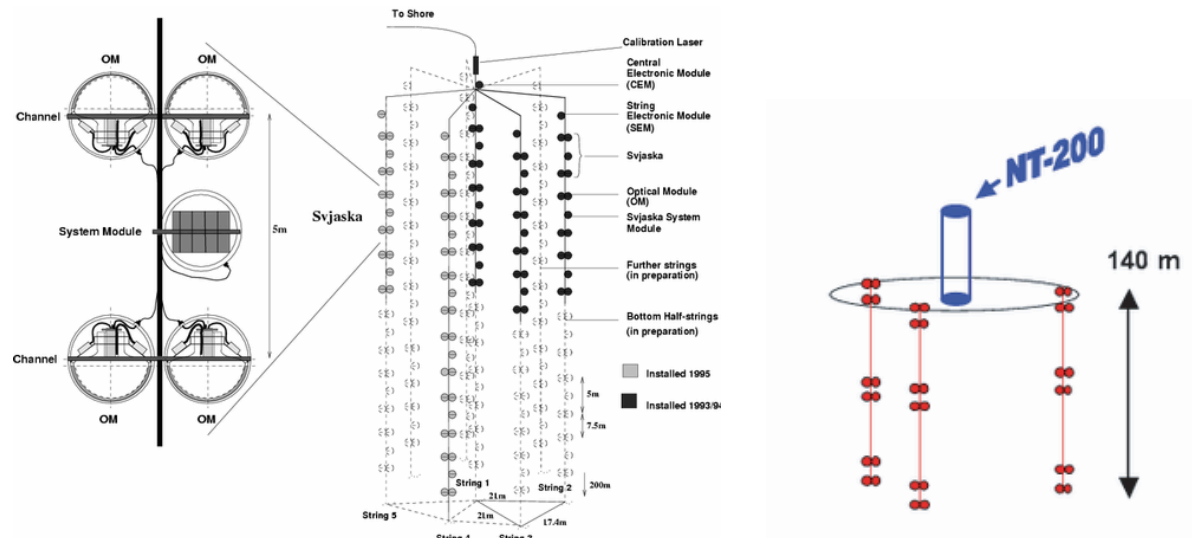 OM
OM
Channel
System Module
5m
Svjaska
Channel
OM
OM
To Shore
Calibration Laser
Central
Electronic Module
(CEM)
String
Electronic Module
(SEM)
Svjaska
Optical Module
(OM)
Svjaska System
Module
Further strings
(in preparation)
Bottom Half-strings
(in preparation)
Installed 1995
Installed 1993/94
5m
7.5m
200m
String 1
String 2
21m
21m
17.4m
String 5
NT-200
140 m